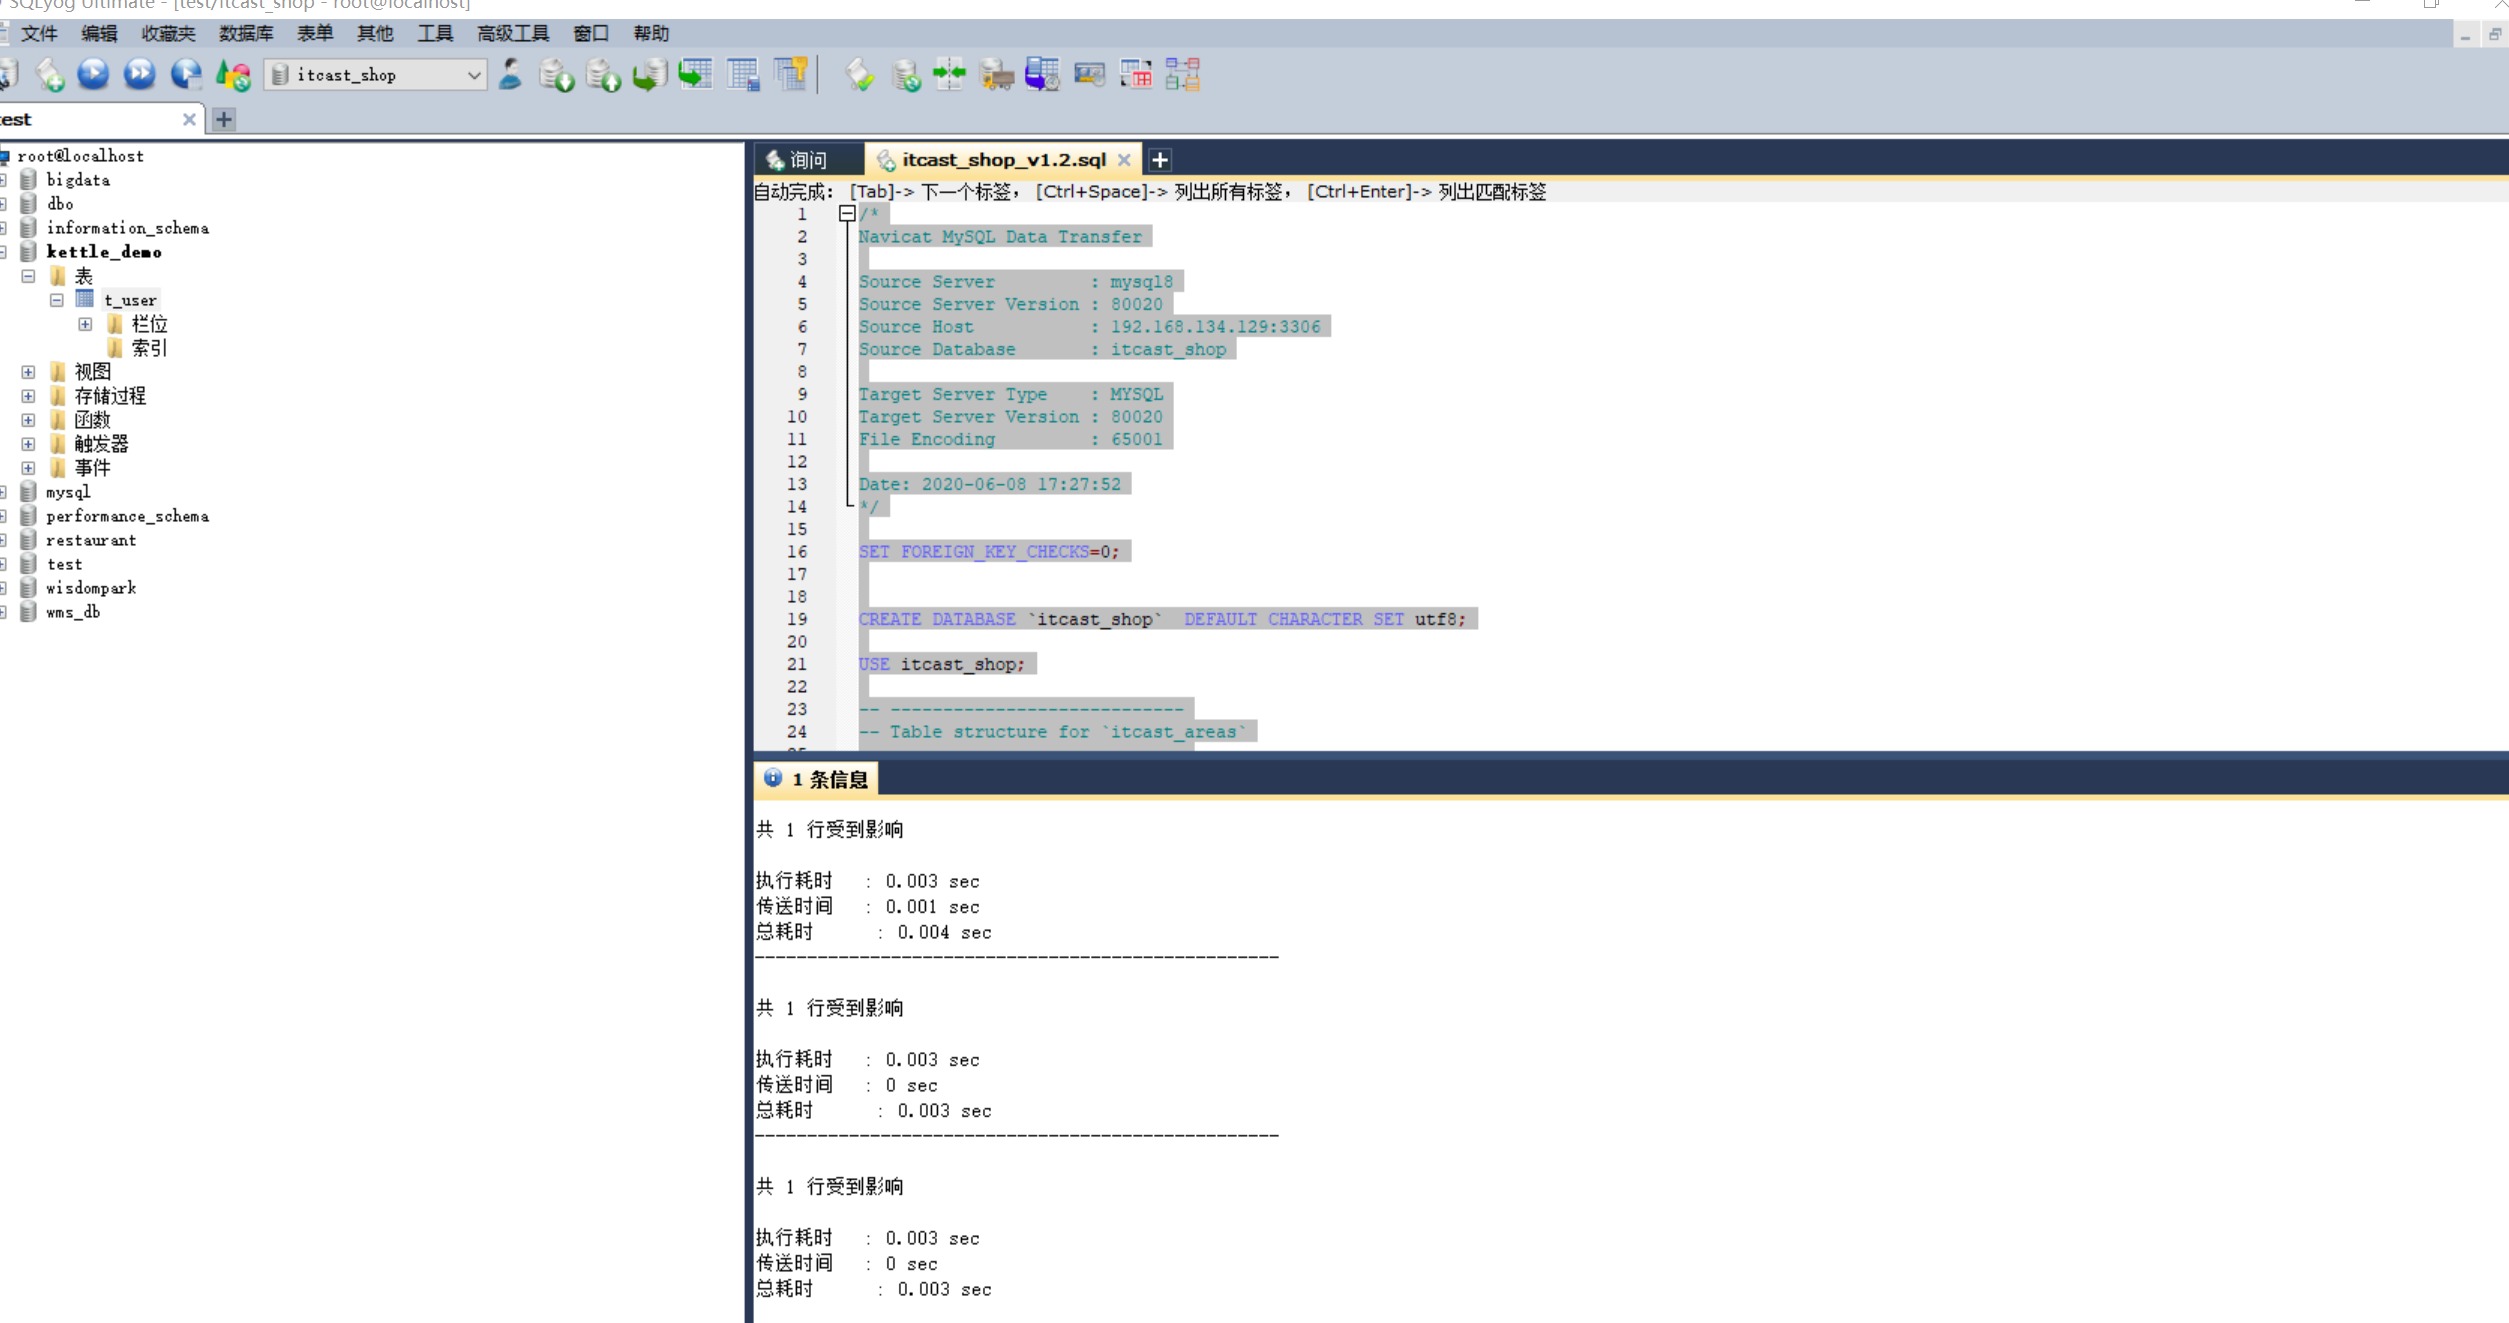 SQLyog Ultimate - [test/itcast_shop - root@localhost]
文件 编辑 收藏夹 数据库 表单 其他 工具 高级工具 窗口 帮助
itcast_shop
est
root@localhost
bigdata
dbo
information_schema
kettle_demo
表
t_user
栏位
索引
视图
存储过程
函数
触发器
事件
mysql
performance_schema
restaurant
test
wisdompark
wms_db
询问 itcast_shop_v1.2.sql
自动完成： [Tab]-> 下一个标签， [Ctrl+Space]-> 列出所有标签， [Ctrl+Enter]-> 列出匹配标签
1 /*
2 Navicat MySQL Data Transfer
3
4 Source Server : mysql8
5 Source Server Version : 80020
6 Source Host : 192.168.134.129:3306
7 Source Database : itcast_shop
8
9 Target Server Type : MYSQL
10 Target Server Version : 80020
11 File Encoding : 65001
12
13 Date: 2020-06-08 17:27:52
14 */
15
16 SET FOREIGN_KEY_CHECKS=0;
17
18
19 CREATE DATABASE `itcast_shop` DEFAULT CHARACTER SET utf8;
20
21 USE itcast_shop;
22
23 -- ----------------------------
24 -- Table structure for `itcast_areas`
1 条信息
共 1 行受到影响
执行耗时 : 0.003 sec
传送时间 : 0.001 sec
总耗时 : 0.004 sec
--------------------------------------------------
共 1 行受到影响
执行耗时 : 0.003 sec
传送时间 : 0 sec
总耗时 : 0.003 sec
--------------------------------------------------
共 1 行受到影响
执行耗时 : 0.003 sec
传送时间 : 0 sec
总耗时 : 0.003 sec